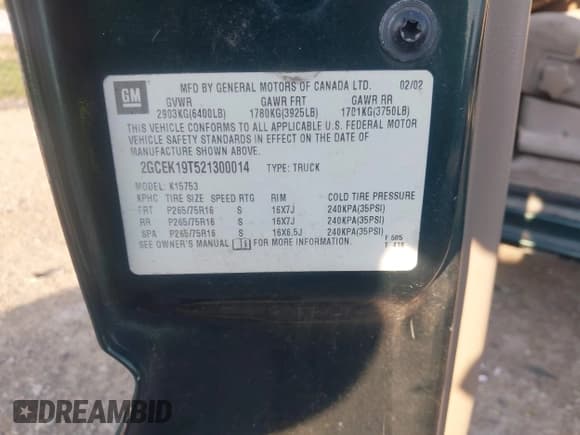 GM
MFD BY GENERAL MOTORS OF CANADA LTD. 02/02
GVWR GAWR FRT GAWR RR
2903KG(6400LB) 1780KG(3925LB) 1701KG(3750LB)
THIS VEHICLE CONFORMS TO ALL APPLICABLE U.S. FEDERAL MOTOR
VEHICLE SAFETY STANDARDS IN EFFECT ON THE DATE OF
MANUFACTURE SHOWN ABOVE.
2GCEK19T521300014 TYPE: TRUCK
MODEL: K15753
KPHC TIRE SIZE SPEED RTG RIM COLD TIRE PRESSURE
FRT P265/75R16 S 16X7J 240KPA(35PSI)
RR P265/75R16 S 16X7J 240KPA(35PSI)
SPA P265/75R16 S 16X6.5J 240KPA(35PSI)
SEE OWNER'S MANUAL FOR MORE INFORMATION.
F 505
DREAMBID